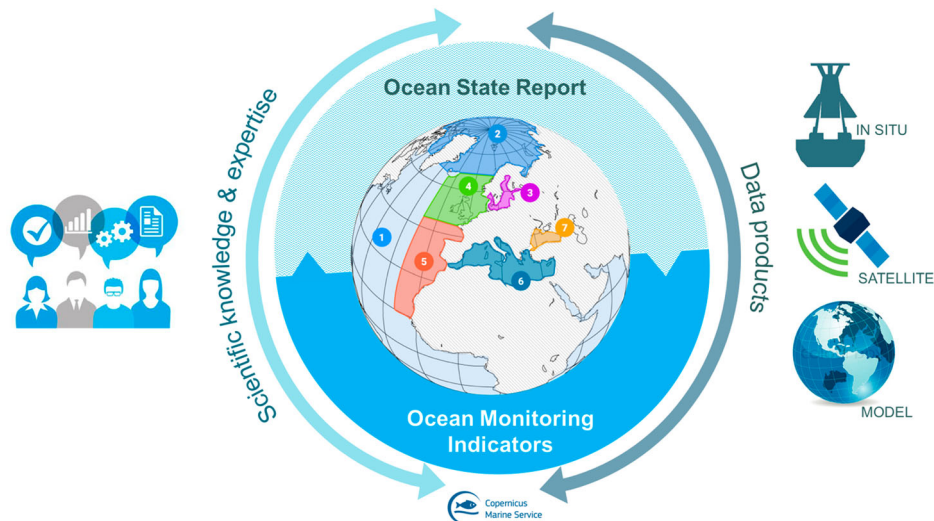 Ocean State Report
Scientific knowledge & expertise
Data products
2
4
3
1
5
7
6
IN SITU
SATELLITE
MODEL
Ocean Monitoring
Indicators
Copernicus
Marine Service